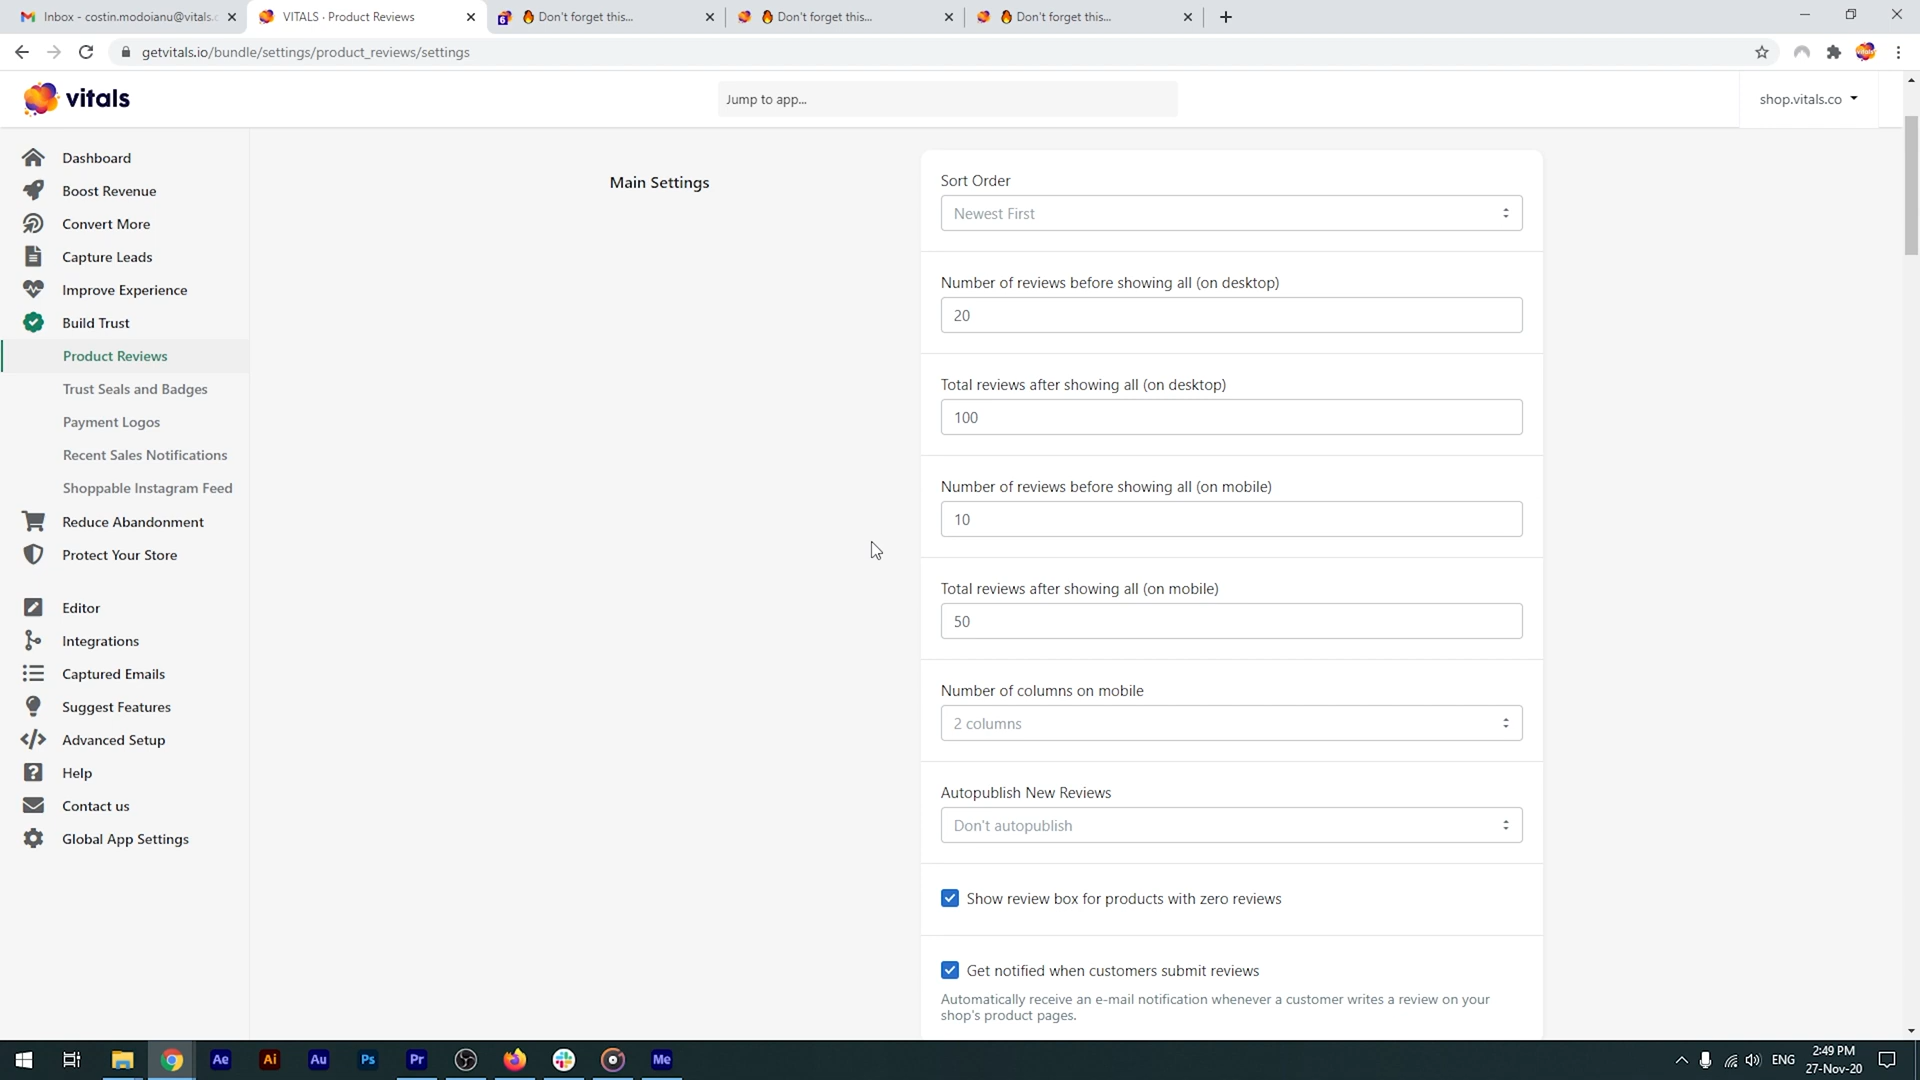 Inbox - costin.modoianu@vitals.c
VITALS · Product Reviews
6
Don't forget this...
Don't forget this...
Don't forget this...
getvitals.io/bundle/settings/product_reviews/settings
vitals
Jump to app...
shop.vitals.co
Dashboard
Boost Revenue
Convert More
Capture Leads
Improve Experience
Build Trust
Product Reviews
Trust Seals and Badges
Payment Logos
Recent Sales Notifications
Shoppable Instagram Feed
Reduce Abandonment
Protect Your Store
Editor
Integrations
Captured Emails
Suggest Features
Advanced Setup
Help
Contact us
Global App Settings
Main Settings
Sort Order
Newest First
Number of reviews before showing all (on desktop)
20
Total reviews after showing all (on desktop)
100
Number of reviews before showing all (on mobile)
10
Total reviews after showing all (on mobile)
50
Number of columns on mobile
2 columns
Autopublish New Reviews
Don't autopublish
Show review box for products with zero reviews
Get notified when customers submit reviews
Automatically receive an e-mail notification whenever a customer writes a review on your
shop's product pages.
Ae
Ai
Au
Ps
Pr
Me
ENG
2:49 PM
27-Nov-20